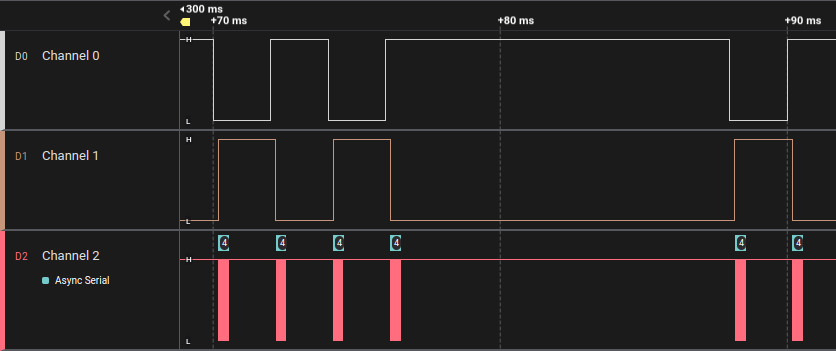 300 ms
+70 ms +80 ms +90 ms
D0 Channel 0 H L
D1 Channel 1 H L
4 4 4 4 4 4
D2 Channel 2 H L
Async Serial